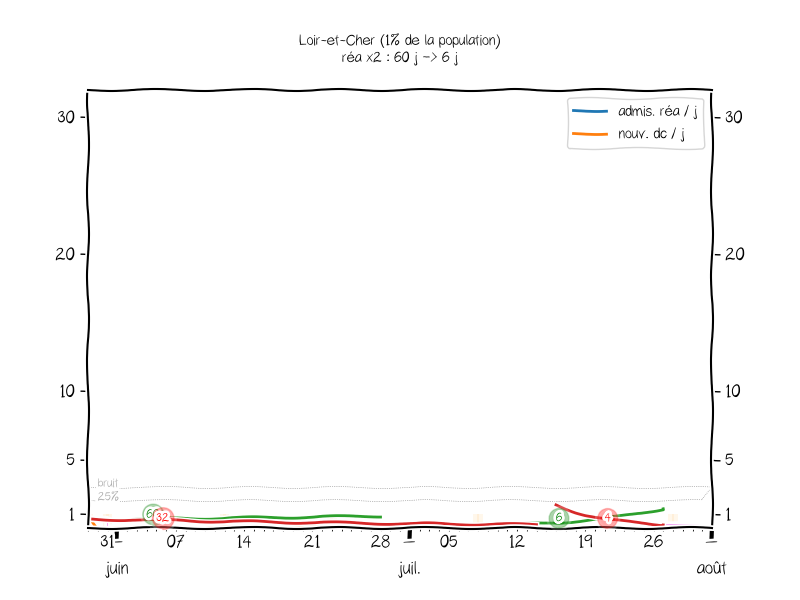 Loir-et-Cher (1% de la population)
réa x2 : 60 j -> 6 j
admis. réa / j
nouv. dc / j
30
30
20
20
10
10
5
5
bruit
25%
1
1
32
6
4
31 07 14 21 28 05 12 19 26
juin juil. août